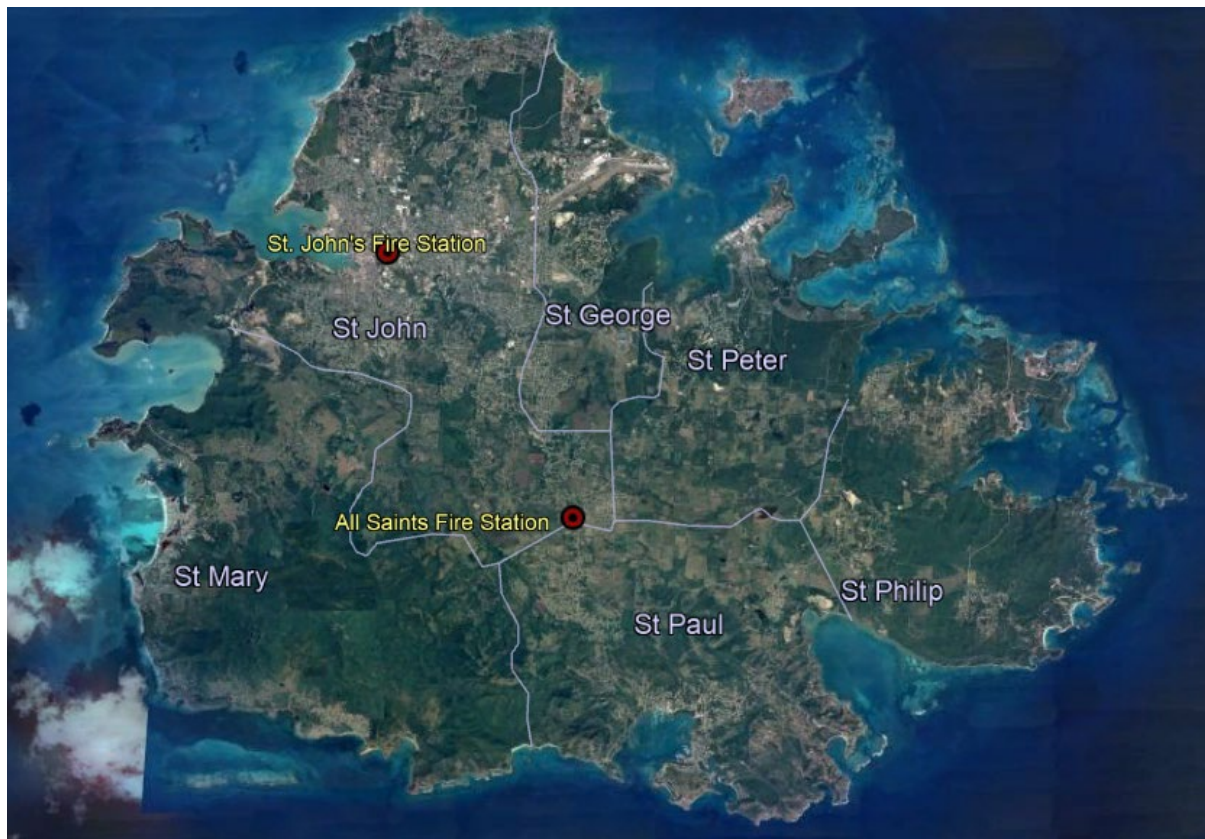 St. John's Fire Station
St John
St George
St Peter
All Saints Fire Station
St Mary
St Philip
St Paul